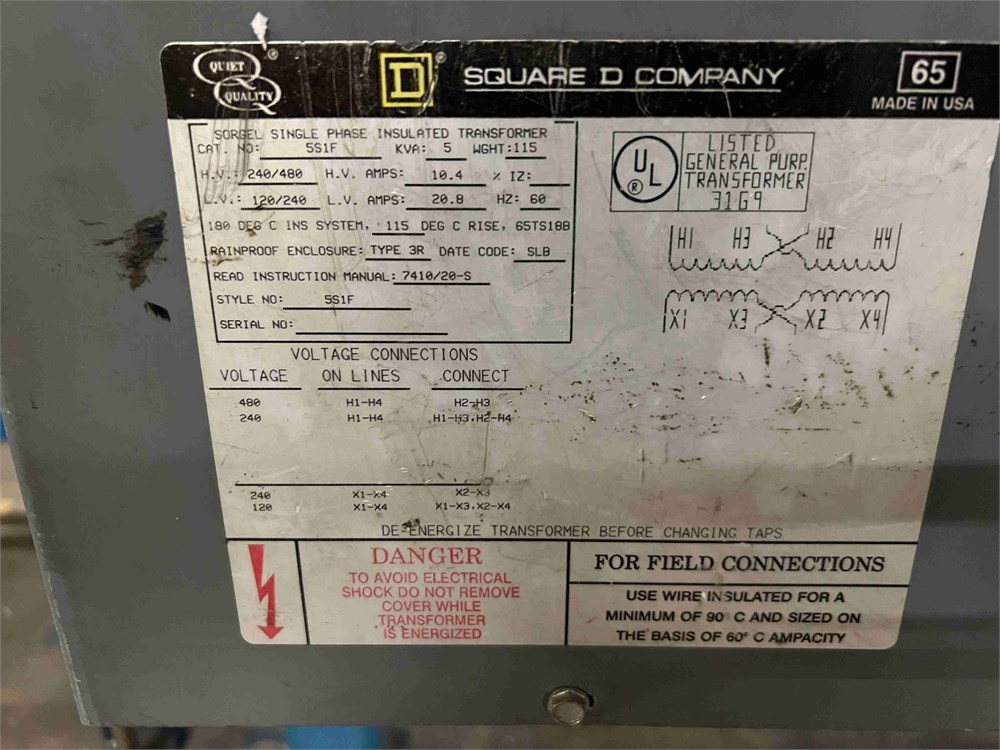 QUIET QUALITY
D ® SQUARE D COMPANY
65
MADE IN USA
SORGEL SINGLE PHASE INSULATED TRANSFORMER
CAT. NO: 5S1F KVA: 5 WGHT:115
H.V.: 240/480 H.V. AMPS: 10.4 % IZ:
L.V.: 120/240 L.V. AMPS: 20.8 HZ: 60
180 DEG C INS SYSTEM, 115 DEG C RISE, 65TS18B
RAINPROOF ENCLOSURE: TYPE 3R DATE CODE: SLB
READ INSTRUCTION MANUAL: 7410/20-S
STYLE NO: 5S1F
SERIAL NO:
UL ®
LISTED
GENERAL PURP.
TRANSFORMER
31G9
H1 H3 H2 H4
X1 X3 X2 X4
VOLTAGE CONNECTIONS
VOLTAGE ON LINES CONNECT
480 H1-H4 H2-H3
240 H1-H4 H1-H3,H2-H4
240 X1-X4 X2-X3
120 X1-X4 X1-X3,X2-X4
DE-ENERGIZE TRANSFORMER BEFORE CHANGING TAPS
DANGER
TO AVOID ELECTRICAL
SHOCK DO NOT REMOVE
COVER WHILE
TRANSFORMER
IS ENERGIZED
FOR FIELD CONNECTIONS
USE WIRE INSULATED FOR A
MINIMUM OF 90° C AND SIZED ON
THE BASIS OF 60° C AMPACITY